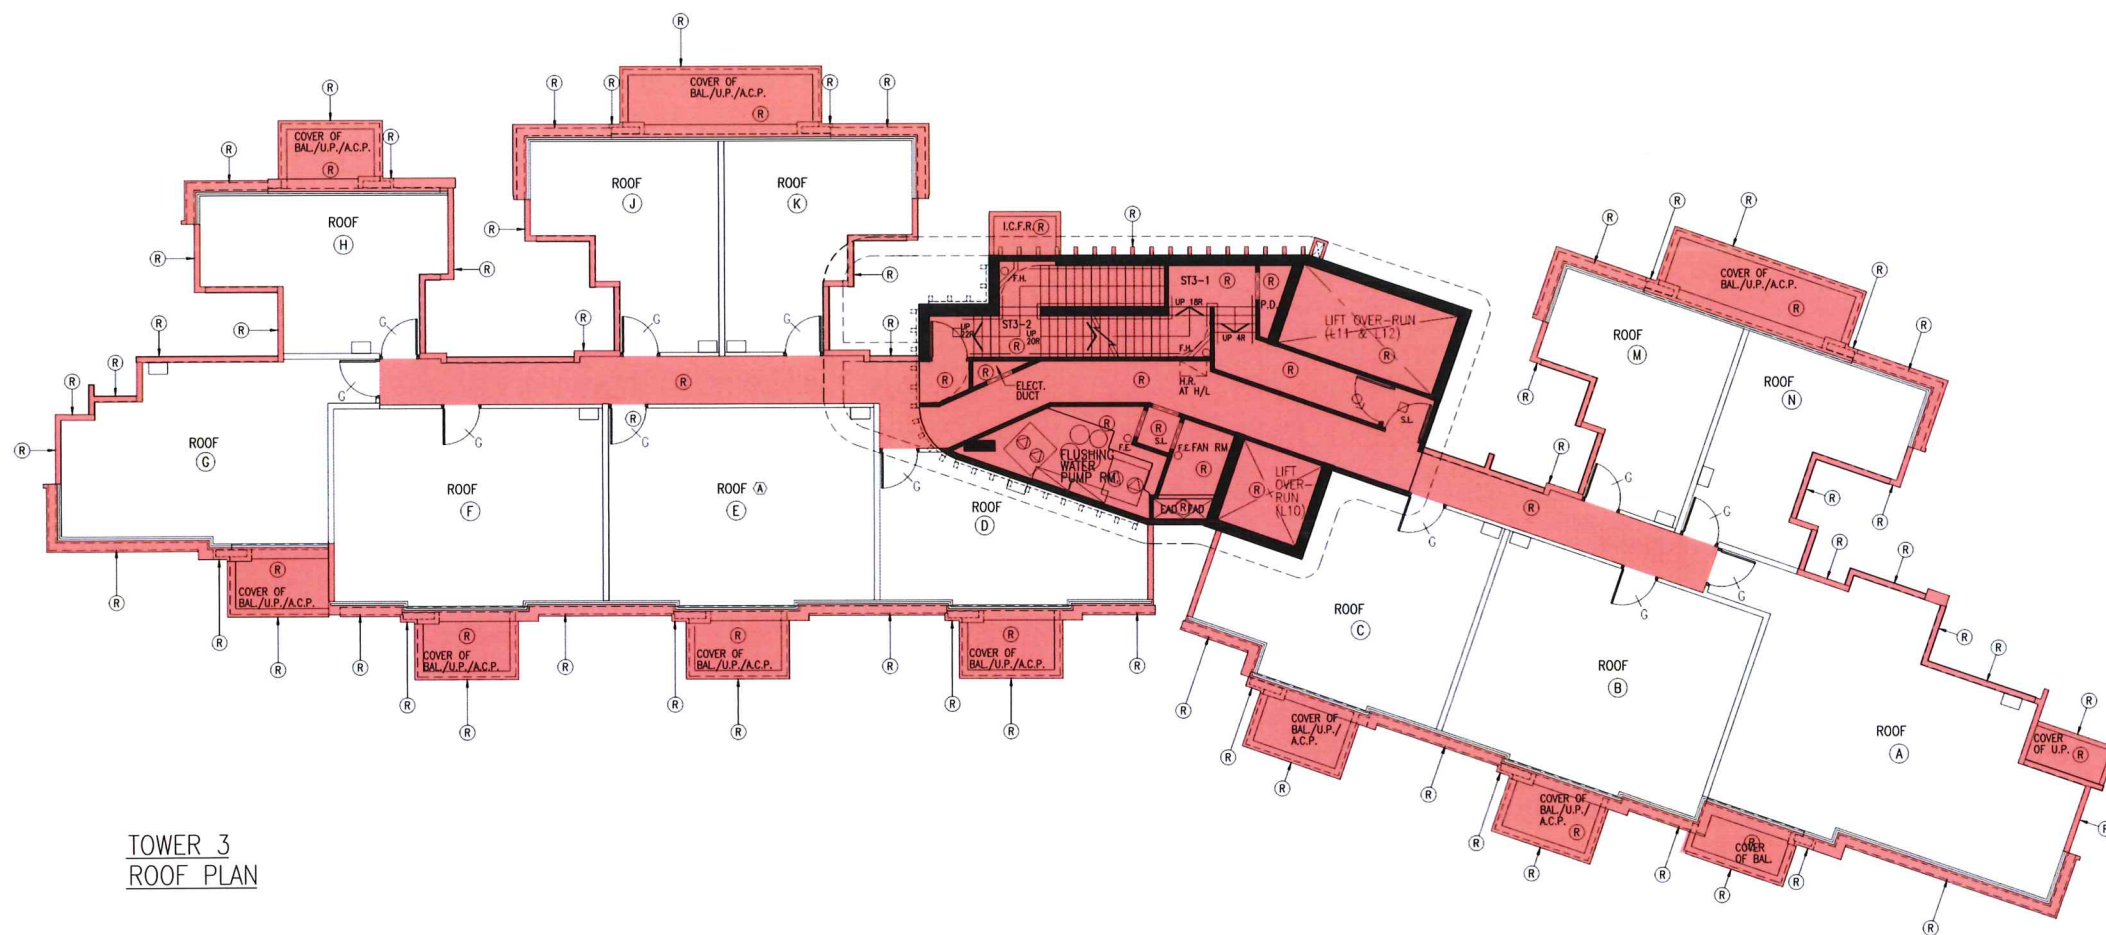 COVER OF
BAL./U.P./A.C.P.
R
COVER OF
BAL./U.P./A.C.P.
R
ROOF
H
ROOF
J
ROOF
K
I.C.F.R.
R
F.H.
ST3-1
R
R
P.D.
UP 18R
UP
22R
ST3-2
UP
20R
R
F.H.
UP 4R
LIFT OVER-RUN
(L11 & L12)
R
COVER OF
BAL./U.P./A.C.P.
R
ROOF
M
ROOF
N
R
R
R
ELECT.
DUCT
R
H.R.
AT H/L
R
S.L.
R
FLUSHING
WATER
PUMP RM.
F.E.
R
S.L.
F.E.
FAN RM
R
LIFT
OVER-
RUN
(L10)
R
EAD
FAD
R
R
ROOF
G
ROOF
F
ROOF A
E
ROOF
D
ROOF
C
ROOF
B
ROOF
A
COVER
OF U.P.
R
R
COVER OF
BAL./U.P./A.C.P.
R
COVER OF
BAL./U.P./A.C.P.
R
COVER OF
BAL./U.P./A.C.P.
R
COVER OF
BAL./U.P./A.C.P.
COVER OF
BAL./U.P./
A.C.P.
R
COVER OF
BAL./U.P./
A.C.P.
R
R
COVER
OF BAL.
TOWER 3
ROOF PLAN